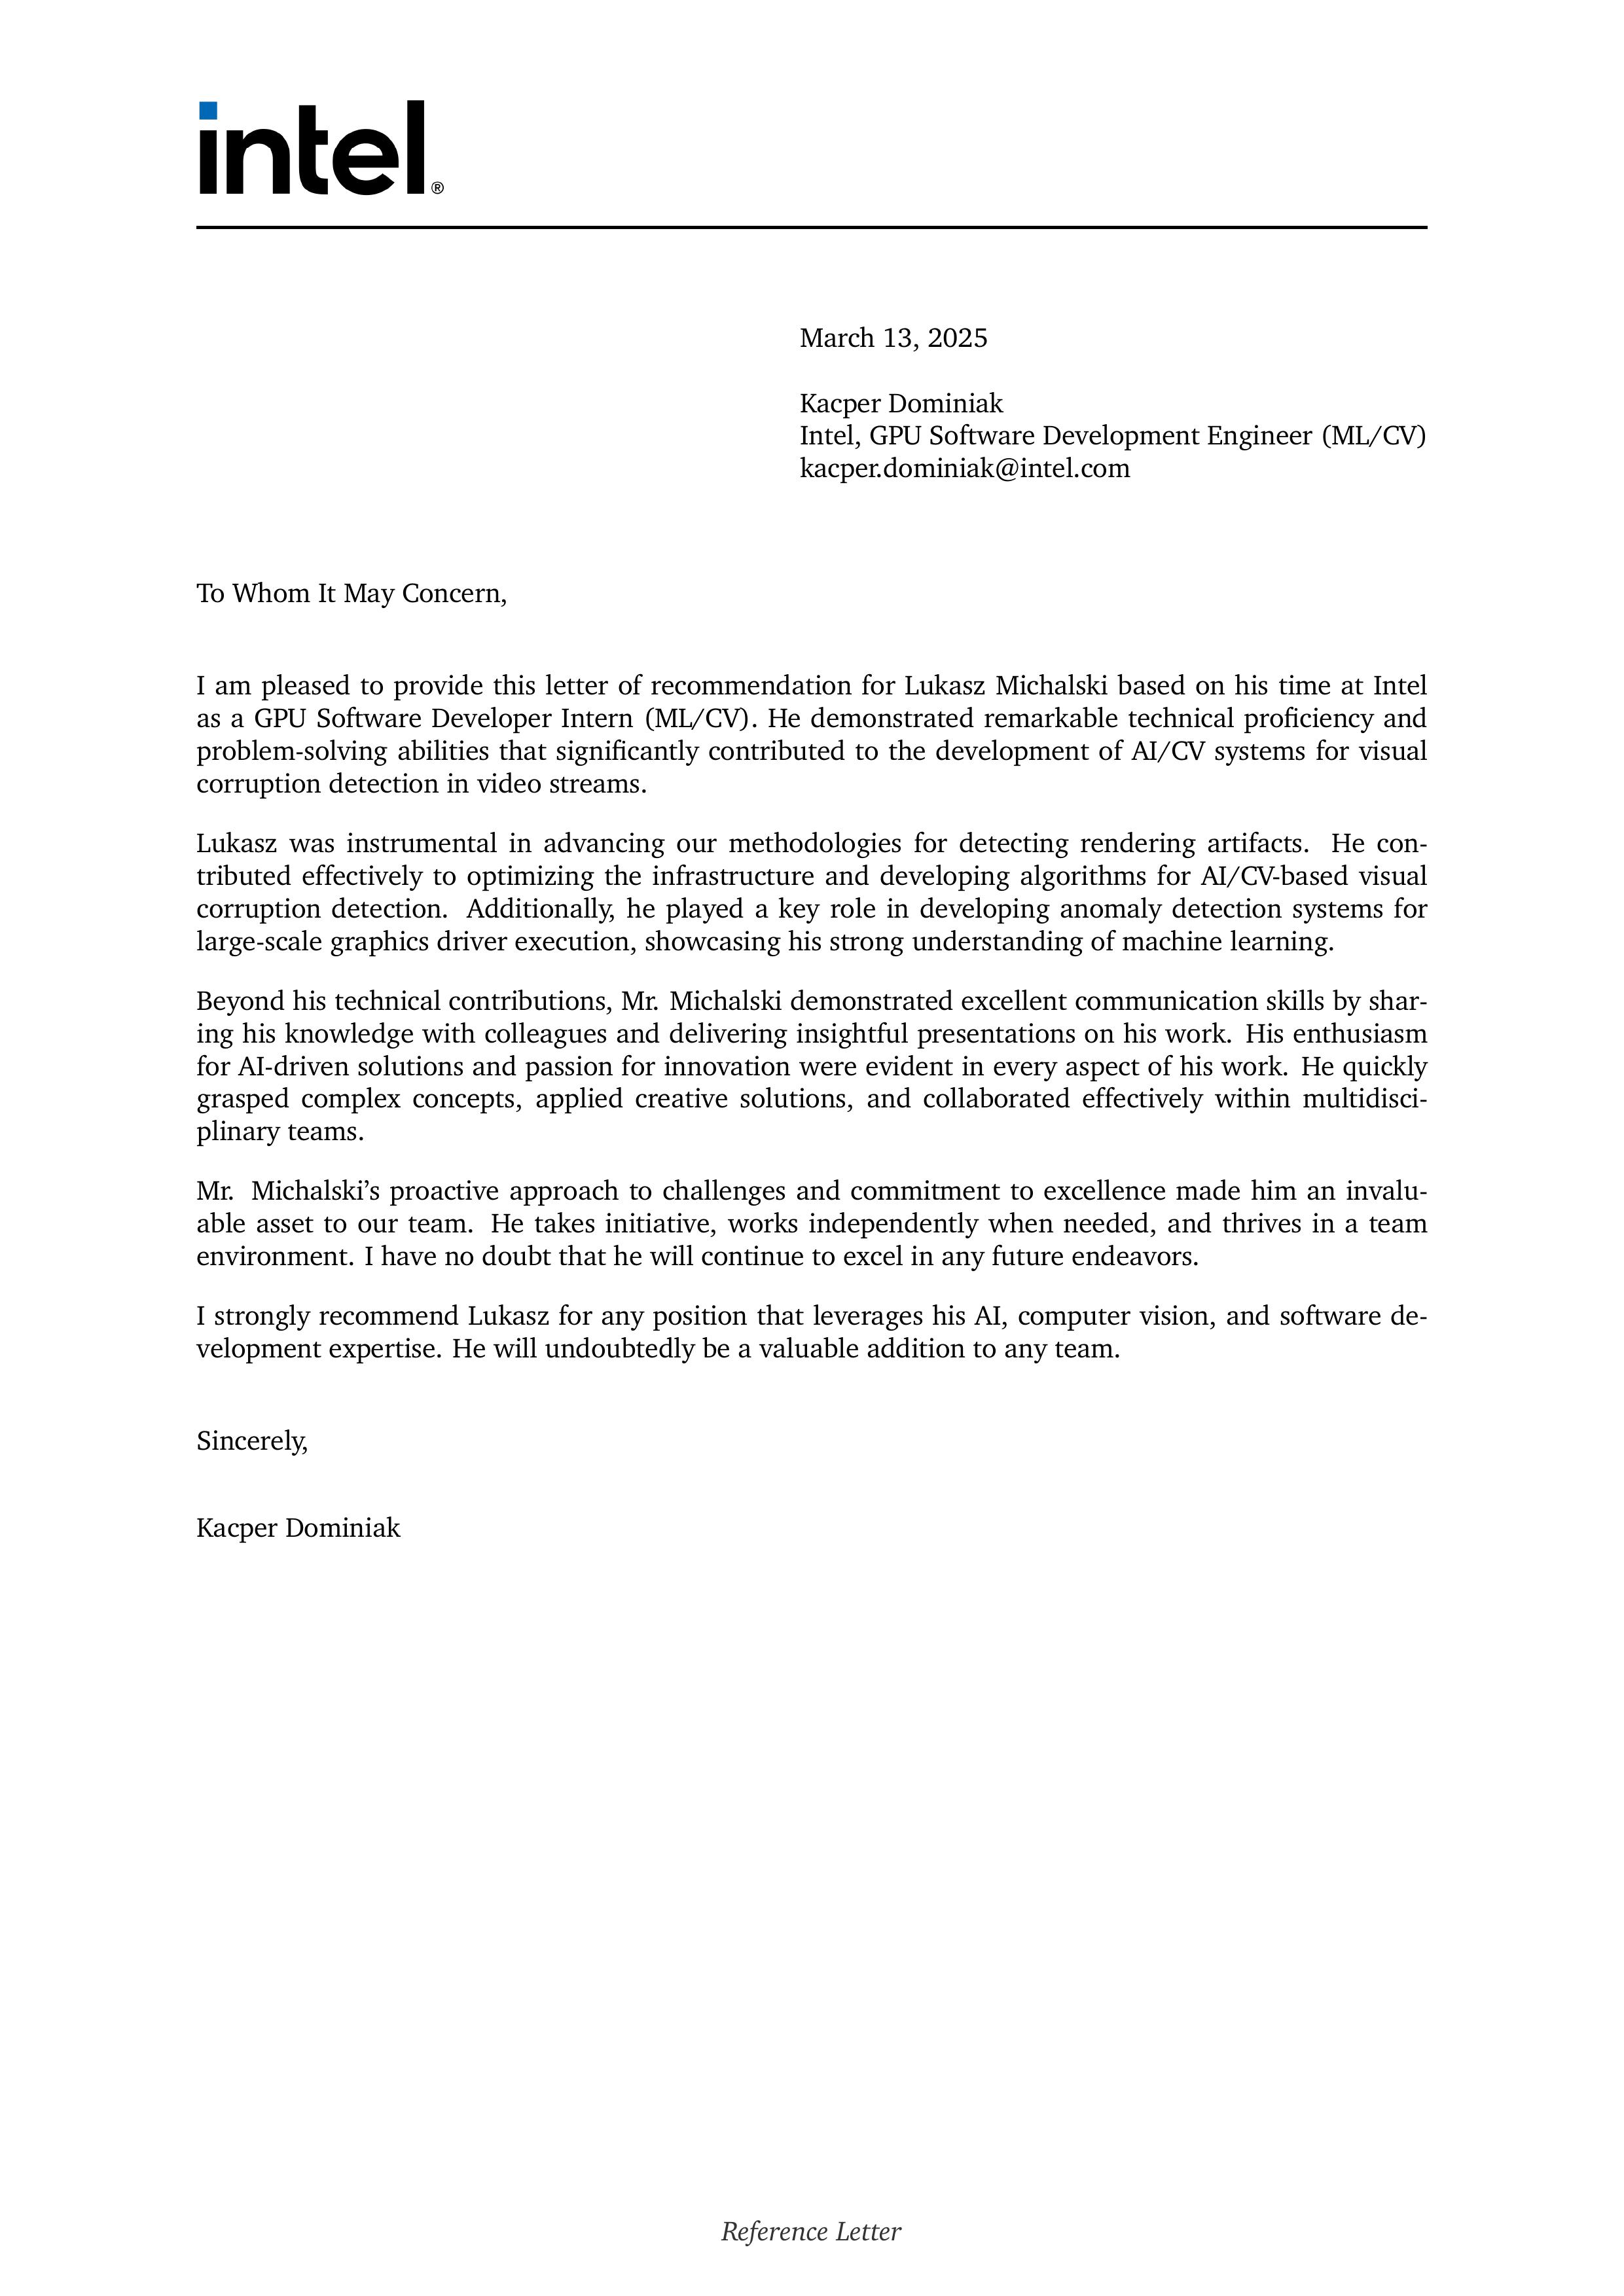 intel®
March 13, 2025
Kacper Dominiak
Intel, GPU Software Development Engineer (ML/CV)
kacper.dominiak@intel.com
To Whom It May Concern,
I am pleased to provide this letter of recommendation for Lukasz Michalski based on his time at Intel
as a GPU Software Developer Intern (ML/CV). He demonstrated remarkable technical proficiency and
problem-solving abilities that significantly contributed to the development of AI/CV systems for visual
corruption detection in video streams.
Lukasz was instrumental in advancing our methodologies for detecting rendering artifacts. He con-
tributed effectively to optimizing the infrastructure and developing algorithms for AI/CV-based visual
corruption detection. Additionally, he played a key role in developing anomaly detection systems for
large-scale graphics driver execution, showcasing his strong understanding of machine learning.
Beyond his technical contributions, Mr. Michalski demonstrated excellent communication skills by shar-
ing his knowledge with colleagues and delivering insightful presentations on his work. His enthusiasm
for AI-driven solutions and passion for innovation were evident in every aspect of his work. He quickly
grasped complex concepts, applied creative solutions, and collaborated effectively within multidisci-
plinary teams.
Mr. Michalski’s proactive approach to challenges and commitment to excellence made him an invalu-
able asset to our team. He takes initiative, works independently when needed, and thrives in a team
environment. I have no doubt that he will continue to excel in any future endeavors.
I strongly recommend Lukasz for any position that leverages his AI, computer vision, and software de-
velopment expertise. He will undoubtedly be a valuable addition to any team.
Sincerely,
Kacper Dominiak
Reference Letter